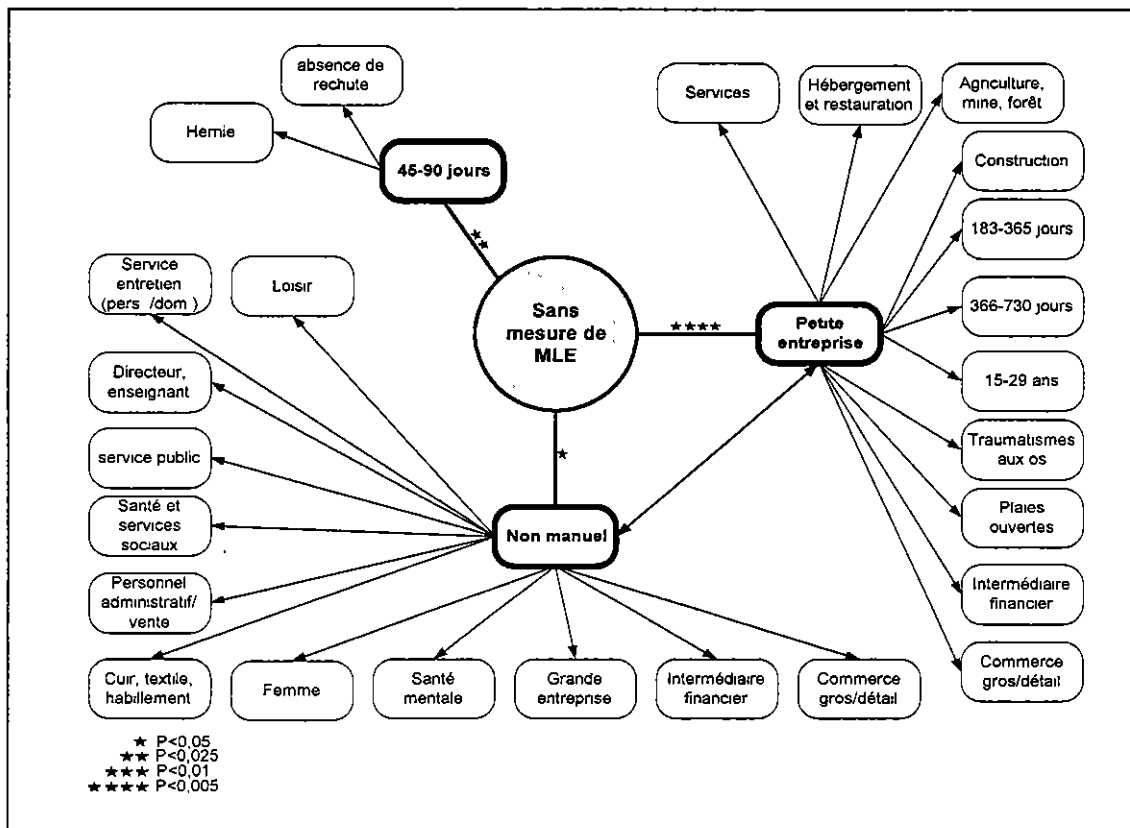 absence de
rechute
Hernie
45-90 jours
Services
Hébergement
et restauration
Agriculture,
mine, forêt
Construction
183-365 jours
366-730 jours
15-29 ans
Traumatismes
aux os
Plaies
ouvertes
Intermédiaire
financier
Commerce
gros/détail
Petite
entreprise
★★★★
★★
Sans
mesure de
MLE
★
Non manuel
Service
entretien
(pers /dom )
Loisir
Directeur,
enseignant
service public
Santé et
services
sociaux
Personnel
administratif/
vente
Cuir, textile,
habillement
Femme
Santé
mentale
Grande
entreprise
Intermédiaire
financier
Commerce
gros/détail
★ P<0,05
★★ P<0,025
★★★ P<0,01
★★★★ P<0,005